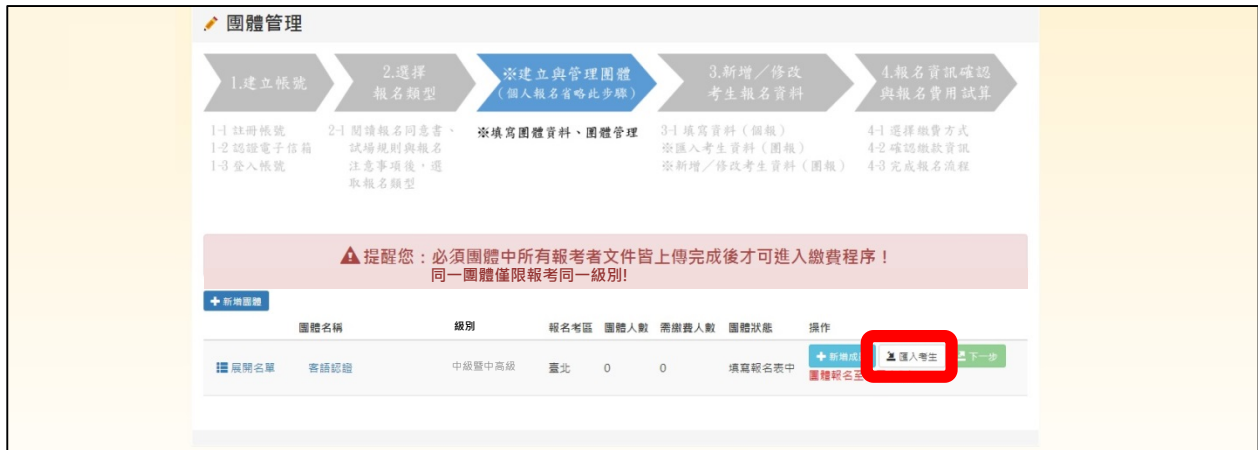 團體管理
1.建立帳號
2.選擇
報名類型
※建立與管理團體
(個人報名省略此步驟)
3.新增／修改
考生報名資料
4.報名資訊確認
與報名費用試算
1-1 註冊帳號
1-2 認證電子信箱
1-3 登入帳號
2-1 閱讀報名同意書、
試場規則與報名
注意事項後，選
取報名類型
※填寫團體資料、團體管理
3-1 填寫資料（個報）
※匯入考生資料（團報）
※新增／修改考生資料（團報）
4-1 選擇繳費方式
4-2 確認繳款資訊
4-3 完成報名流程
提醒您：必須團體中所有報考者文件皆上傳完成後才可進入繳費程序！
同一團體僅限報考同一級別!
新增團體
團體名稱 級別 報名考區 團體人數 需繳費人數 團體狀態 操作
展開名單 客語認證 中級暨中高級 臺北 0 0 填寫報名表中 新增成 匯入考生 下一步
團體報名至